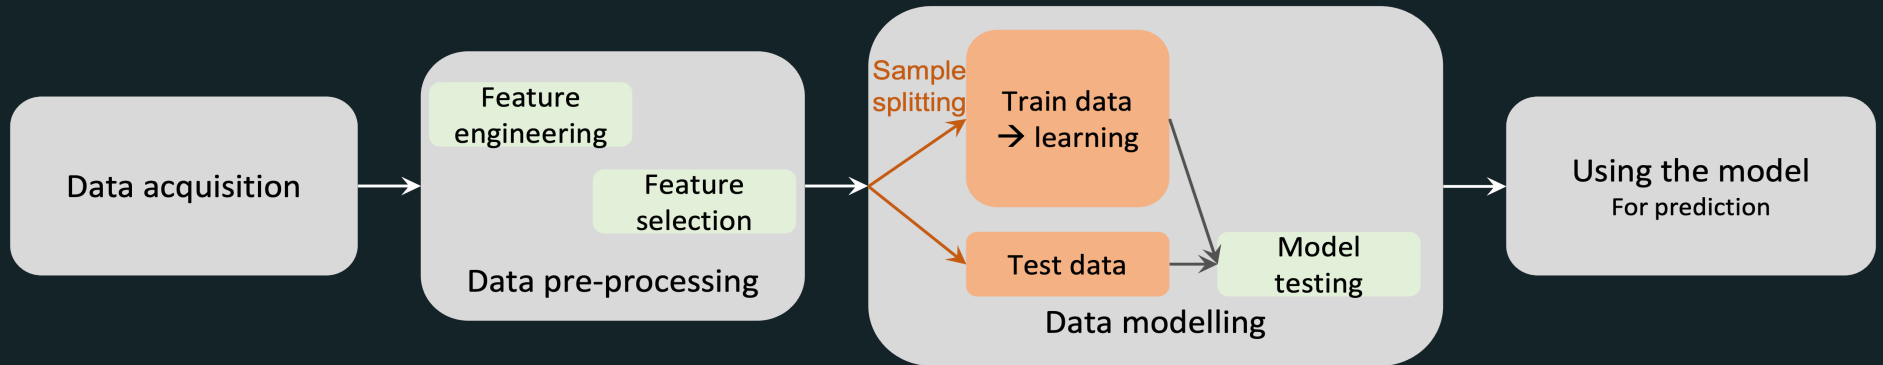 Data acquisition
Feature
engineering
Feature
selection
Data pre-processing
Sample
splitting
Train data
→ learning
Test data
Model
testing
Data modelling
Using the model
For prediction